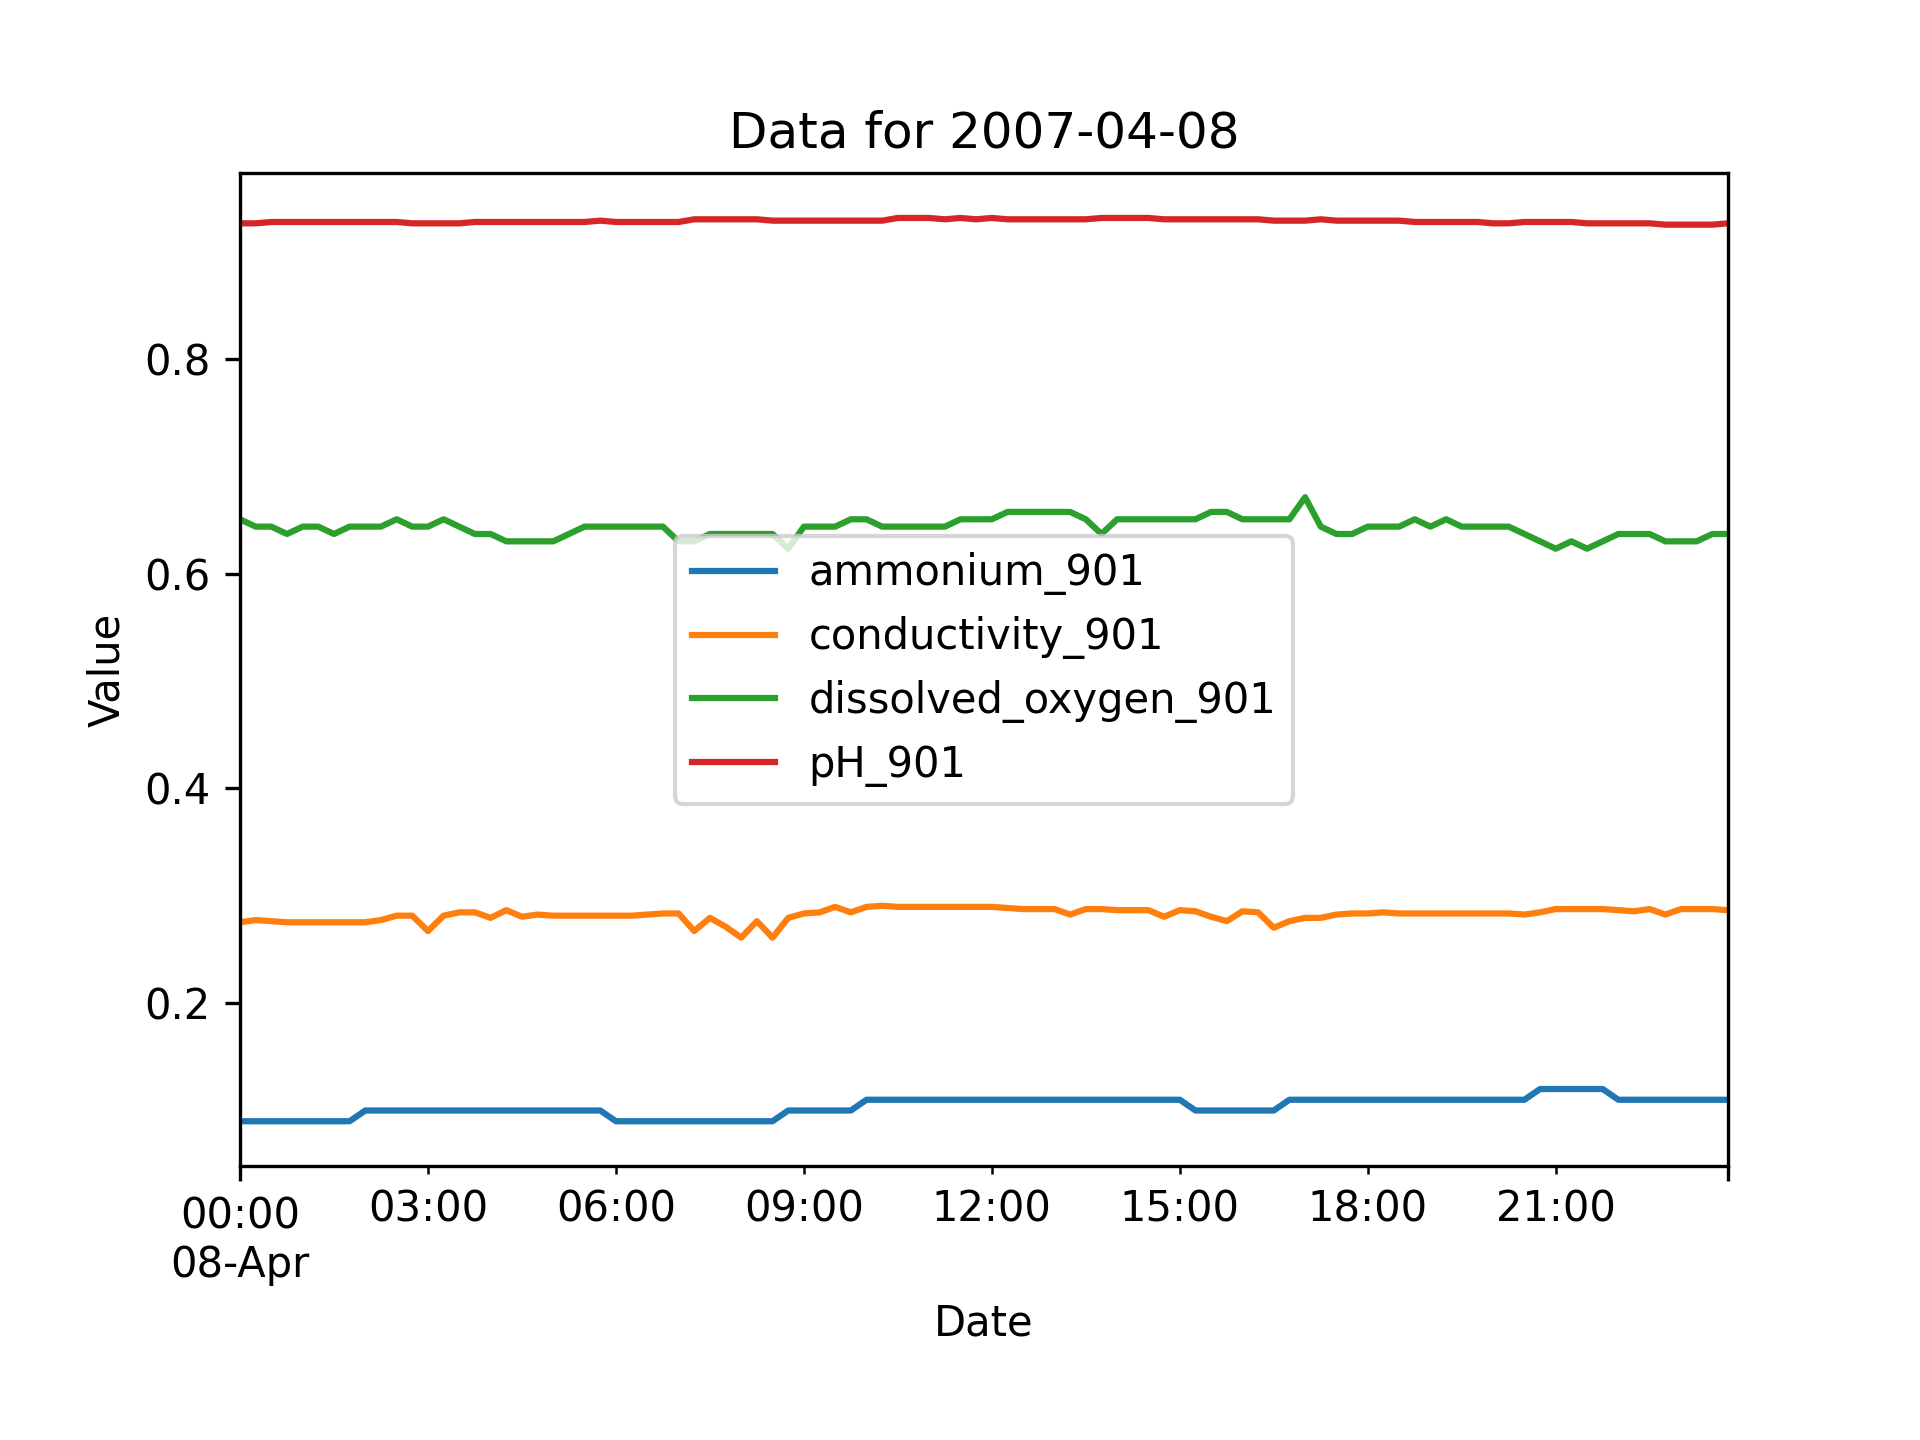 Data for 2007-04-08
Value
0.8
0.6
0.4
0.2
ammonium_901
conductivity_901
dissolved_oxygen_901
pH_901
00:00 03:00 06:00 09:00 12:00 15:00 18:00 21:00
08-Apr
Date